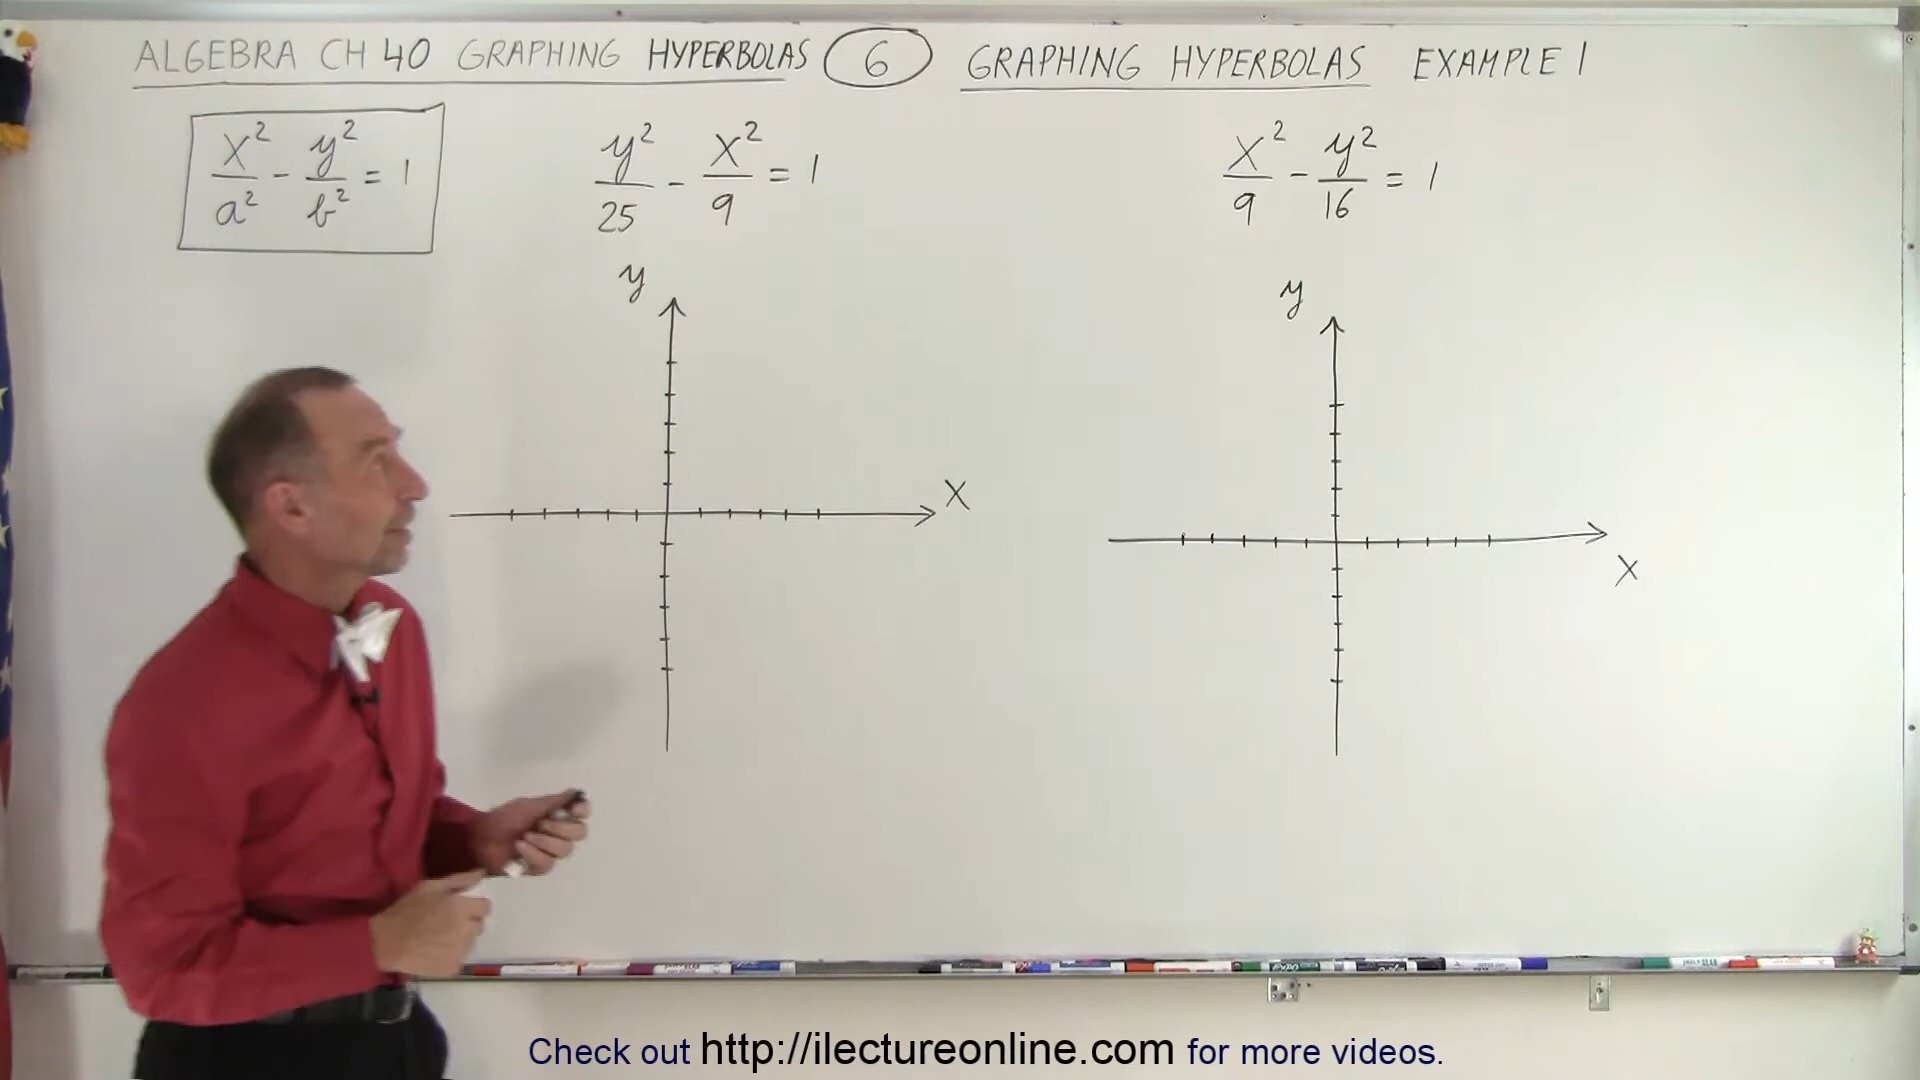 ALGEBRA CH 40 GRAPHING HYPERBOLAS 6 GRAPHING HYPERBOLAS EXAMPLE 1
x²/a² - y²/b² = 1
y²/25 - x²/9 = 1
x²/9 - y²/16 = 1
y
x
y
x
Check out http://ilectureonline.com for more videos.